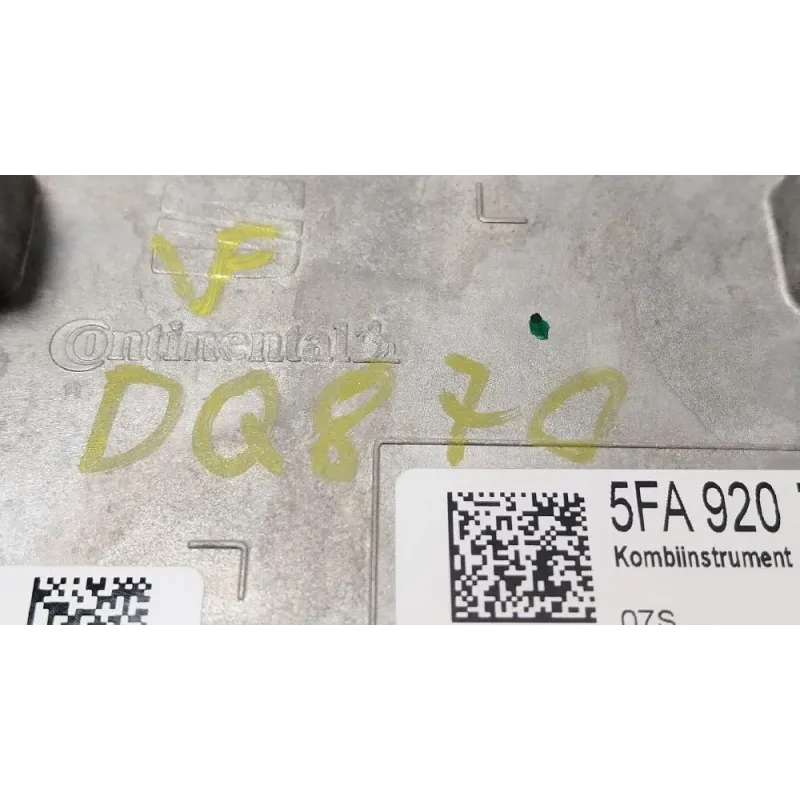 VF
Continental
DQ870
5FA 920
Kombiinstrument
07S